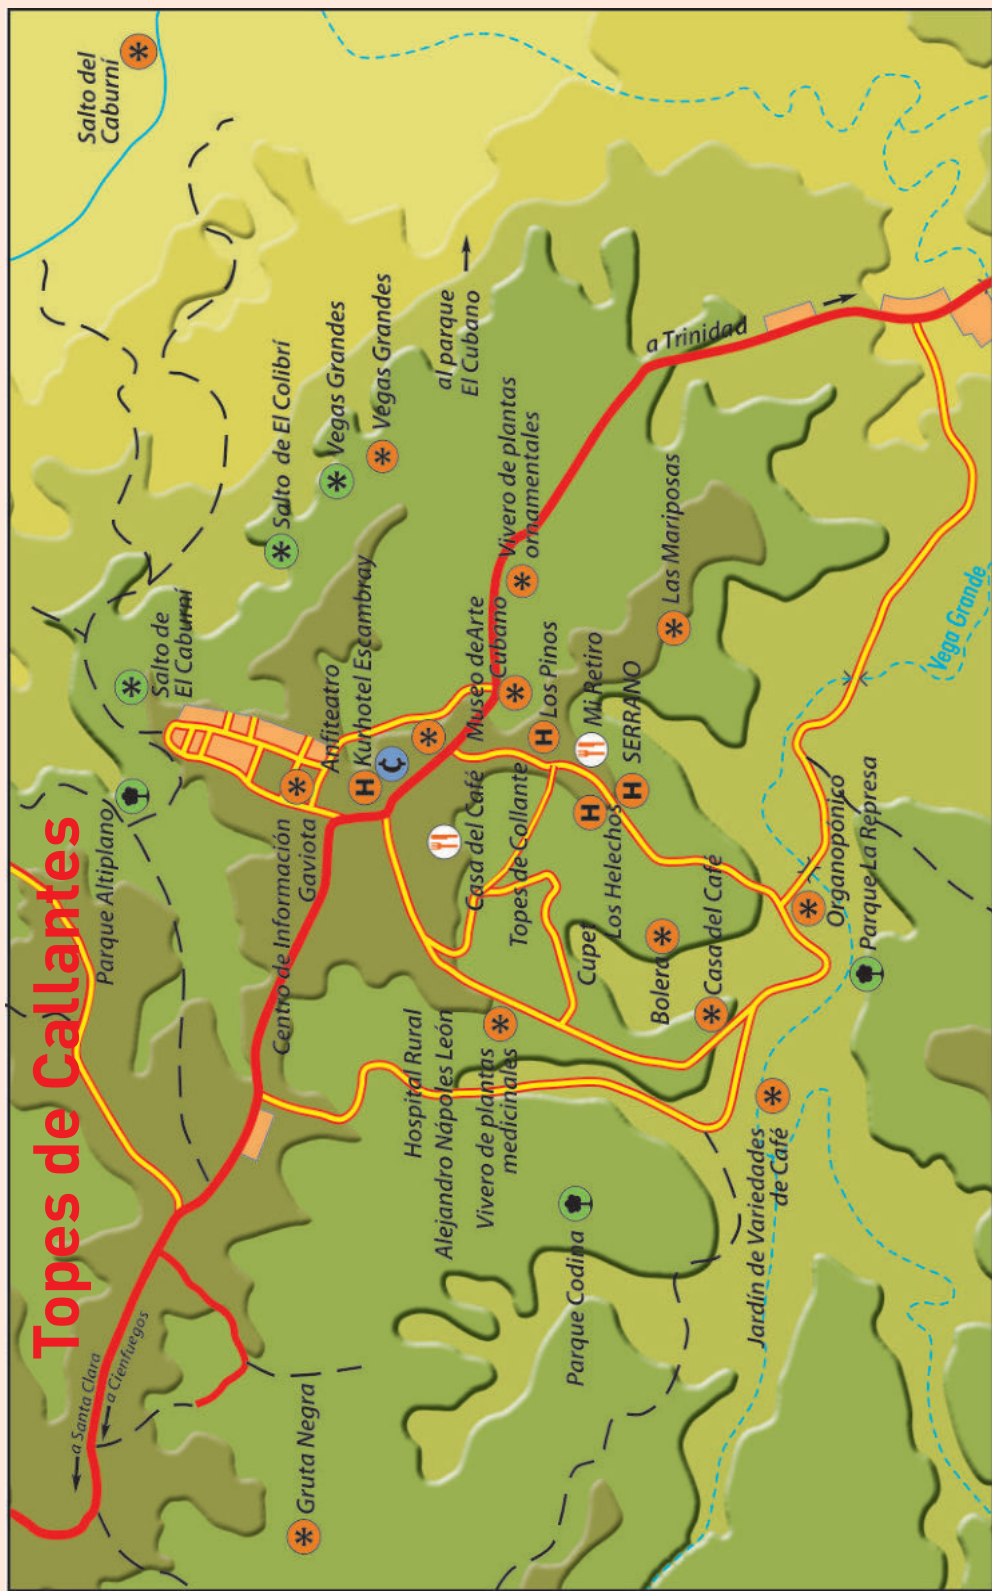 Topes de Callantes
a Santa Clara
a Cienfuegos
Gruta Negra
Parque Altiplano
Salto de
El Caburní
Salto del
Caburní
Centro de Información
Gaviota
Anfiteatro
Kurhotel Escambray
H
Salto de El Colibrí
Vegas Grandes
Vegas Grandes
al parque
El Cubano
Hospital Rural
Alejandro Nápoles León
Vivero de plantas
medicinales
Casa del Café
Museo deArte
Cubano
Vivero de plantas
ornamentales
a Trinidad
Topes de Collante
Los Pinos
H
Parque Codina
Cupet
Los Helechos
H
Mi Retiro
SERRANO
H
Las Mariposas
Bolera
Casa del Café
Jardín de Variedades
de Café
Organopónico
Parque La Represa
Vega Grande